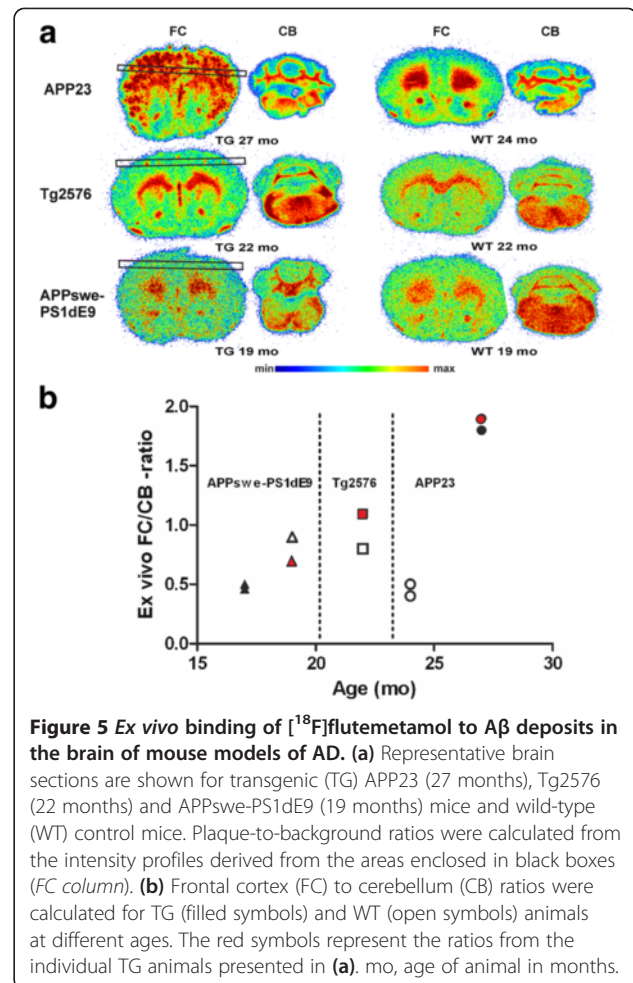 a
FC CB FC CB
APP23
TG 27 mo WT 24 mo
Tg2576
TG 22 mo WT 22 mo
APPswe-
PS1dE9
TG 19 mo WT 19 mo
min max
b
Ex vivo FC/CB -ratio
2.0
1.5
1.0
0.5
0.0
APPswe-PS1dE9 Tg2576 APP23
15 20 25 30
Age (mo)
Figure 5 Ex vivo binding of [¹⁸F]flutemetamol to Aβ deposits in
the brain of mouse models of AD. (a) Representative brain
sections are shown for transgenic (TG) APP23 (27 months), Tg2576
(22 months) and APPswe-PS1dE9 (19 months) mice and wild-type
(WT) control mice. Plaque-to-background ratios were calculated from
the intensity profiles derived from the areas enclosed in black boxes
(FC column). (b) Frontal cortex (FC) to cerebellum (CB) ratios were
calculated for TG (filled symbols) and WT (open symbols) animals
at different ages. The red symbols represent the ratios from the
individual TG animals presented in (a). mo, age of animal in months.